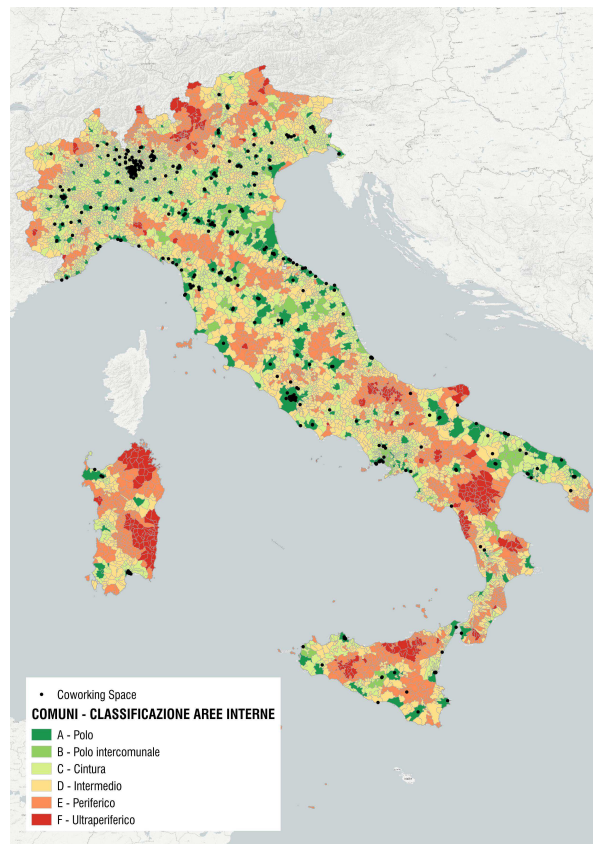 Coworking Space
COMUNI - CLASSIFICAZIONE AREE INTERNE
A - Polo
B - Polo intercomunale
C - Cintura
D - Intermedio
E - Periferico
F - Ultraperiferico